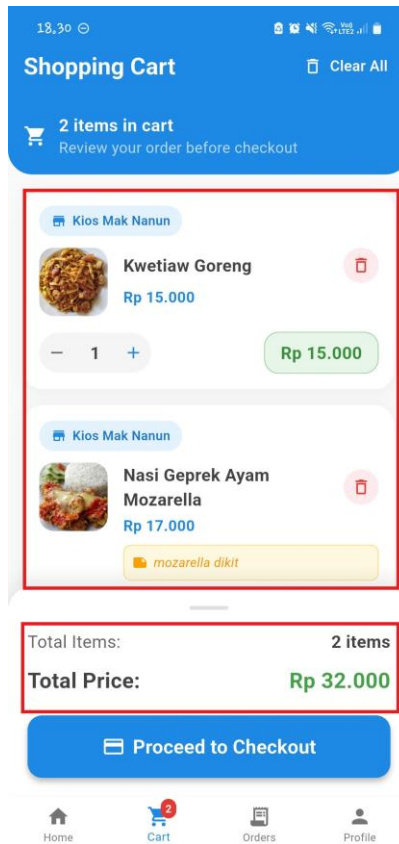 18.30
VoD
LTE2
Shopping Cart
Clear All
2 items in cart
Review your order before checkout
Kios Mak Nanun
Kwetiaw Goreng
Rp 15.000
− 1 +
Rp 15.000
Kios Mak Nanun
Nasi Geprek Ayam
Mozarella
Rp 17.000
mozarella dikit
Total Items: 2 items
Total Price: Rp 32.000
Proceed to Checkout
2
Home Cart Orders Profile